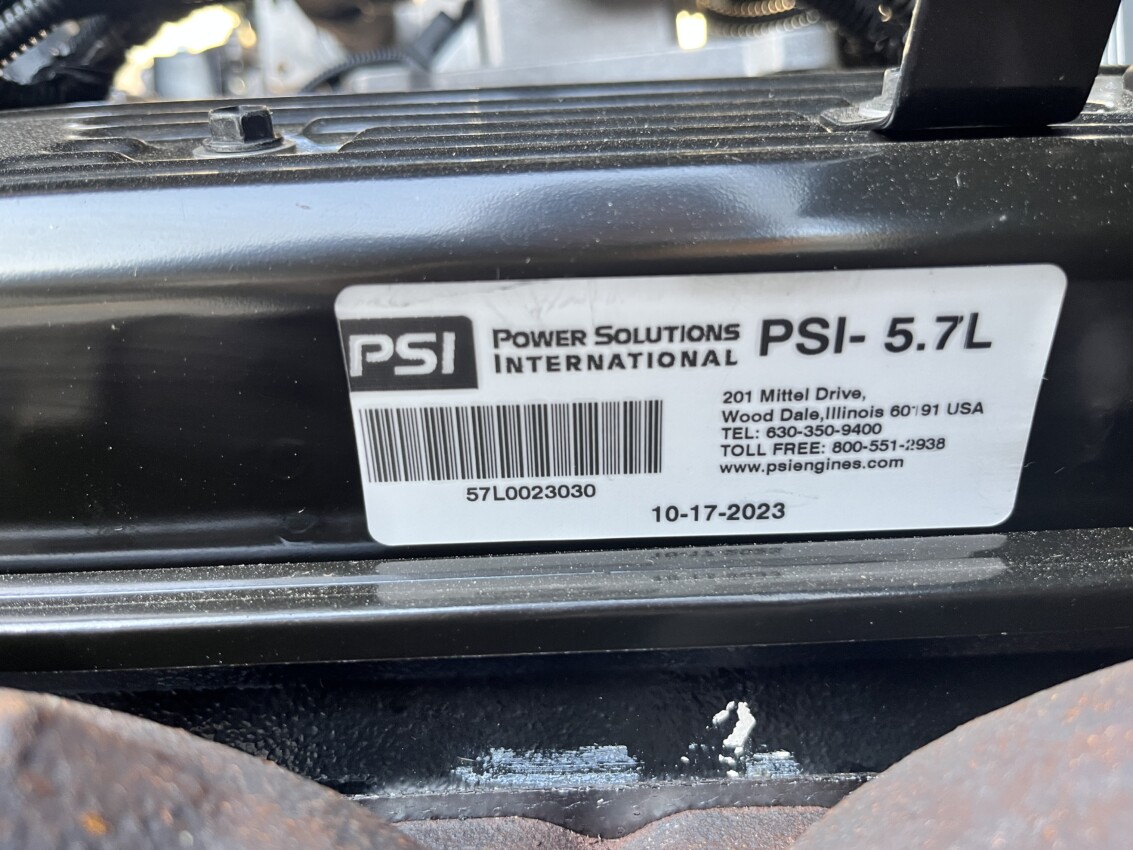 PSI
POWER SOLUTIONS
INTERNATIONAL
PSI- 5.7L
201 Mittel Drive,
Wood Dale,Illinois 60191 USA
TEL: 630-350-9400
TOLL FREE: 800-551-2938
www.psiengines.com
57L0023030
10-17-2023